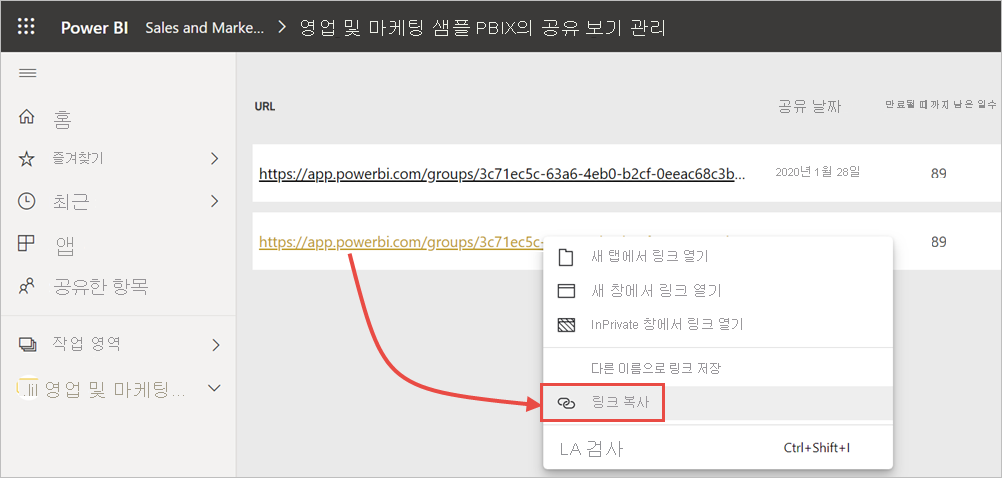 Power BI Sales and Marke... > 영업 및 마케팅 샘플 PBIX의 공유 보기 관리
URL 공유 날짜 만료될 때까지 남은 일수
홈
즐겨찾기
최근
앱
공유한 항목
작업 영역
영업 및 마케팅...
https://app.powerbi.com/groups/3c71ec5c-63a6-4eb0-b2cf-0eeac68c3b... 2020년 1월 28일 89
https://app.powerbi.com/groups/3c71ec5c- 89
새 탭에서 링크 열기
새 창에서 링크 열기
InPrivate 창에서 링크 열기
다른 이름으로 링크 저장
링크 복사
LA 검사 Ctrl+Shift+I